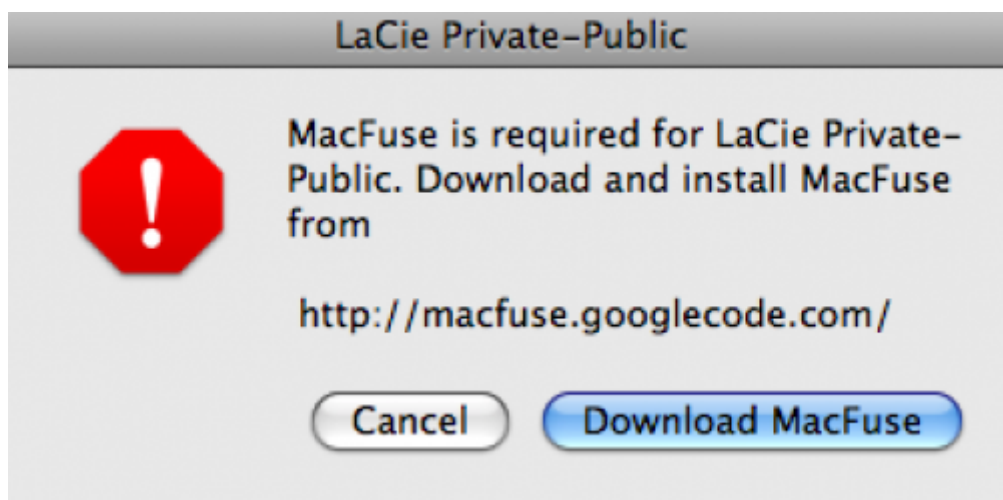 LaCie Private-Public
MacFuse is required for LaCie Private-
Public. Download and install MacFuse
from
http://macfuse.googlecode.com/
Cancel
Download MacFuse